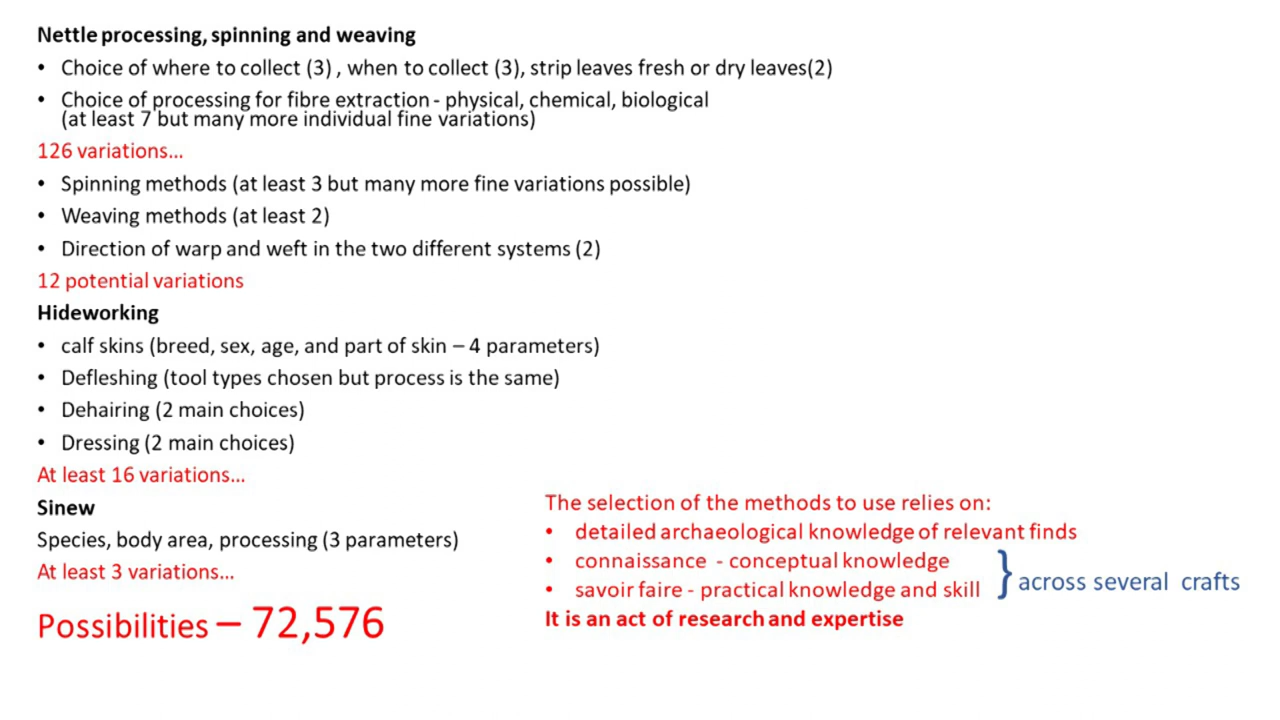 Nettle processing, spinning and weaving
• Choice of where to collect (3) , when to collect (3), strip leaves fresh or dry leaves(2)
• Choice of processing for fibre extraction - physical, chemical, biological
(at least 7 but many more individual fine variations)
126 variations...
• Spinning methods (at least 3 but many more fine variations possible)
• Weaving methods (at least 2)
• Direction of warp and weft in the two different systems (2)
12 potential variations
Hideworking
• calf skins (breed, sex, age, and part of skin – 4 parameters)
• Defleshing (tool types chosen but process is the same)
• Dehairing (2 main choices)
• Dressing (2 main choices)
At least 16 variations...
Sinew
Species, body area, processing (3 parameters)
At least 3 variations...
Possibilities – 72,576
The selection of the methods to use relies on:
• detailed archaeological knowledge of relevant finds
• connaissance - conceptual knowledge
• savoir faire - practical knowledge and skill
} across several crafts
It is an act of research and expertise